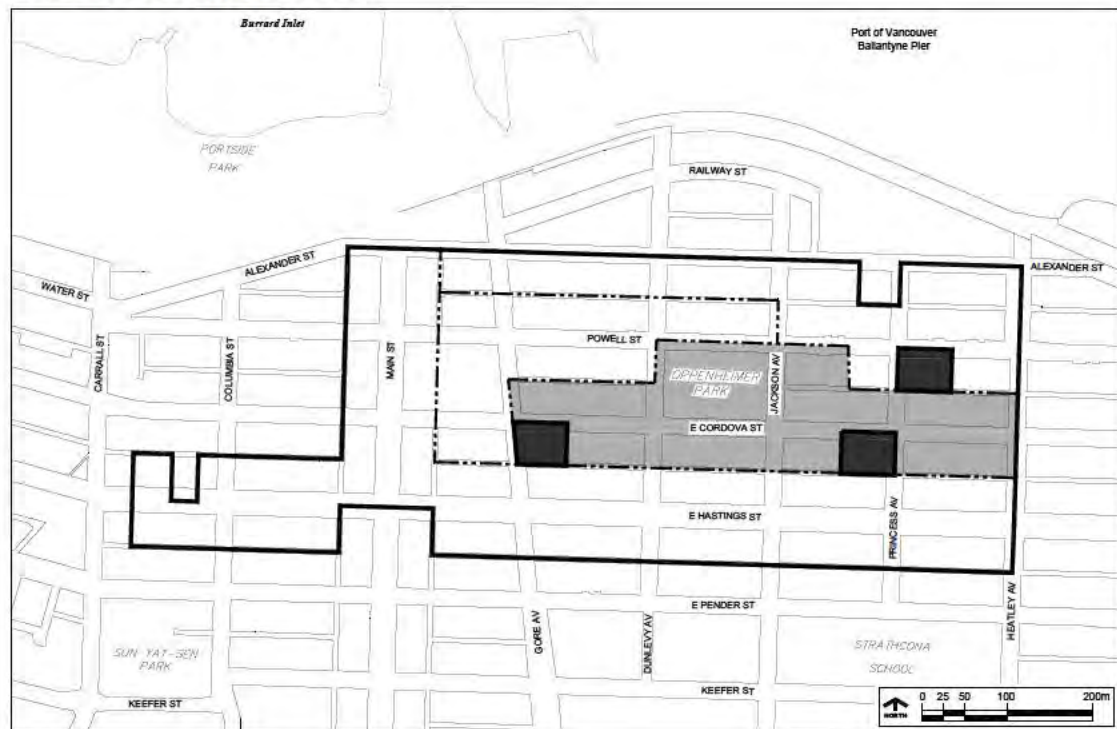 Burrard Inlet
Port of Vancouver
Ballantyne Pier
PORTSIDE
PARK
RAILWAY ST
ALEXANDER ST
ALEXANDER ST
WATER ST
CARRALL ST
COLUMBIA ST
MAIN ST
POWELL ST
OPPENHEIMER
PARK
JACKSON AV
E CORDOVA ST
E HASTINGS ST
PRINCESS AV
E PENDER ST
GORE AV
DUNLEVY AV
HEATLEY AV
SUN YAT-SEN
PARK
STRATHCONA
SCHOOL
KEEFER ST
KEEFER ST
NORTH
0 25 50 100 200m